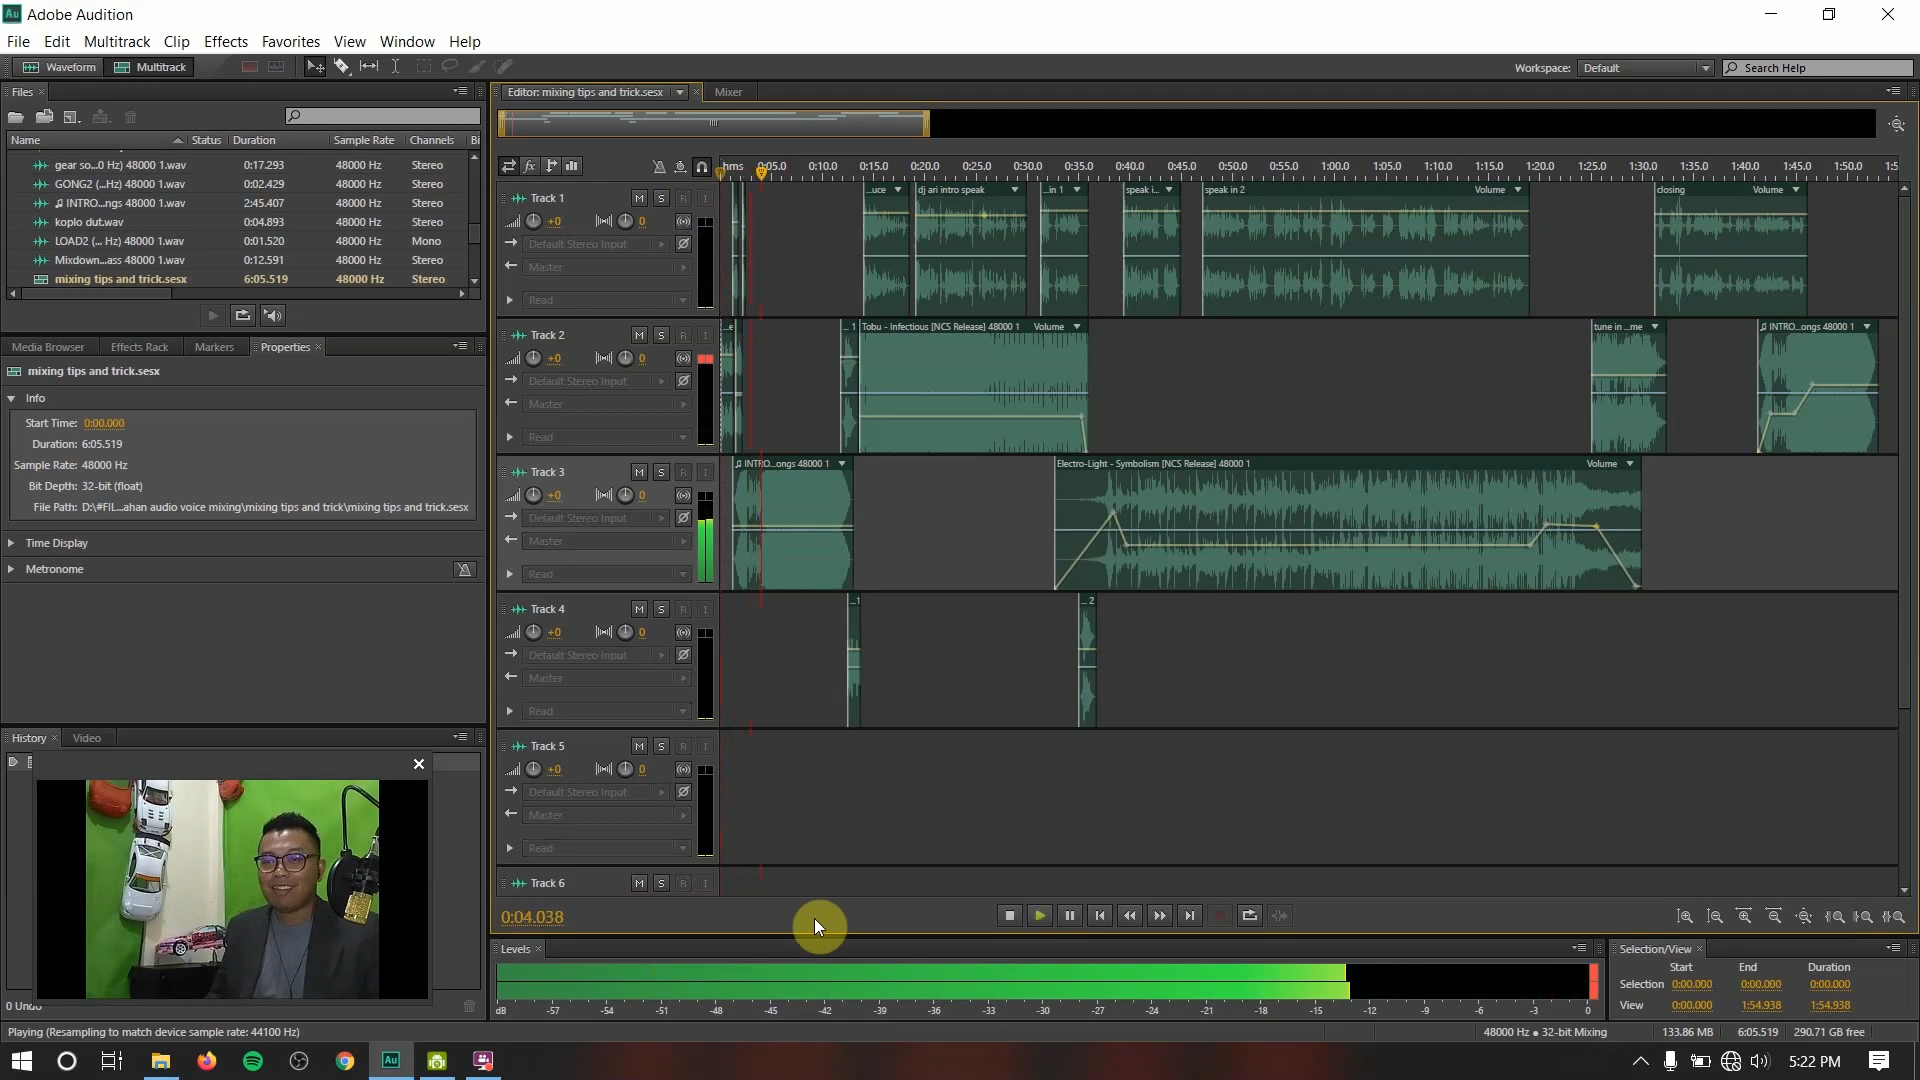 Adobe Audition
File Edit Multitrack Clip Effects Favorites View Window Help
Waveform Multitrack Workspace: Default Search Help
Files Editor: mixing tips and trick.sesx Mixer
Name Status Duration Sample Rate Channels Bi
gear so...0 Hz) 48000 1.wav 0:17.293 48000 Hz Stereo
GONG2 (...Hz) 48000 1.wav 0:02.429 48000 Hz Stereo
♫ INTRO...ngs 48000 1.wav 2:45.407 48000 Hz Stereo
koplo dut.wav 0:04.893 48000 Hz Stereo
LOAD2 (... Hz) 48000 1.wav 0:01.520 48000 Hz Mono
Mixdown...ass 48000 1.wav 0:12.591 48000 Hz Stereo
mixing tips and trick.sesx 6:05.519 48000 Hz Stereo
Media Browser Effects Rack Markers Properties
mixing tips and trick.sesx
Info
Start Time: 0:00.000
Duration: 6:05.519
Sample Rate: 48000 Hz
Bit Depth: 32-bit (float)
File Path: D:\#FIL...ahan audio voice mixing\mixing tips and trick\mixing tips and trick.sesx
Time Display
Metronome
History Video
0 Undo
fx
hms 0:05.0 0:10.0 0:15.0 0:20.0 0:25.0 0:30.0 0:35.0 0:40.0 0:45.0 0:50.0 0:55.0 1:00.0 1:05.0 1:10.0 1:15.0 1:20.0 1:25.0 1:30.0 1:35.0 1:40.0 1:45.0 1:50.0 1:5
Track 1 M S R I
+0 0
Default Stereo Input
Master
Read
...uce dj ari intro speak ...in 1 speak i... speak in 2 Volume closing Volume
Track 2 M S R I
+0 0
Default Stereo Input
Master
Read
...e ...1 Tobu - Infectious [NCS Release] 48000 1 Volume tune in ...me ♫ INTRO...ongs 48000 1
Track 3 M S R I
+0 0
Default Stereo Input
Master
Read
♫ INTRO...ongs 48000 1 Electro-Light - Symbolism [NCS Release] 48000 1 Volume
Track 4 M S R I
+0 0
Default Stereo Input
Master
Read
...1 ...2
Track 5 M S R I
+0 0
Default Stereo Input
Master
Read
Track 6 M S R I
0:04.038
Levels
dB -57 -54 -51 -48 -45 -42 -39 -36 -33 -30 -27 -24 -21 -18 -15 -12 -9 -6 -3 0
Selection/View
Start End Duration
Selection 0:00.000 0:00.000 0:00.000
View 0:00.000 1:54.938 1:54.938
Playing (Resampling to match device sample rate: 44100 Hz) 48000 Hz ● 32-bit Mixing 133.86 MB 6:05.519 290.71 GB free
Au
5:22 PM